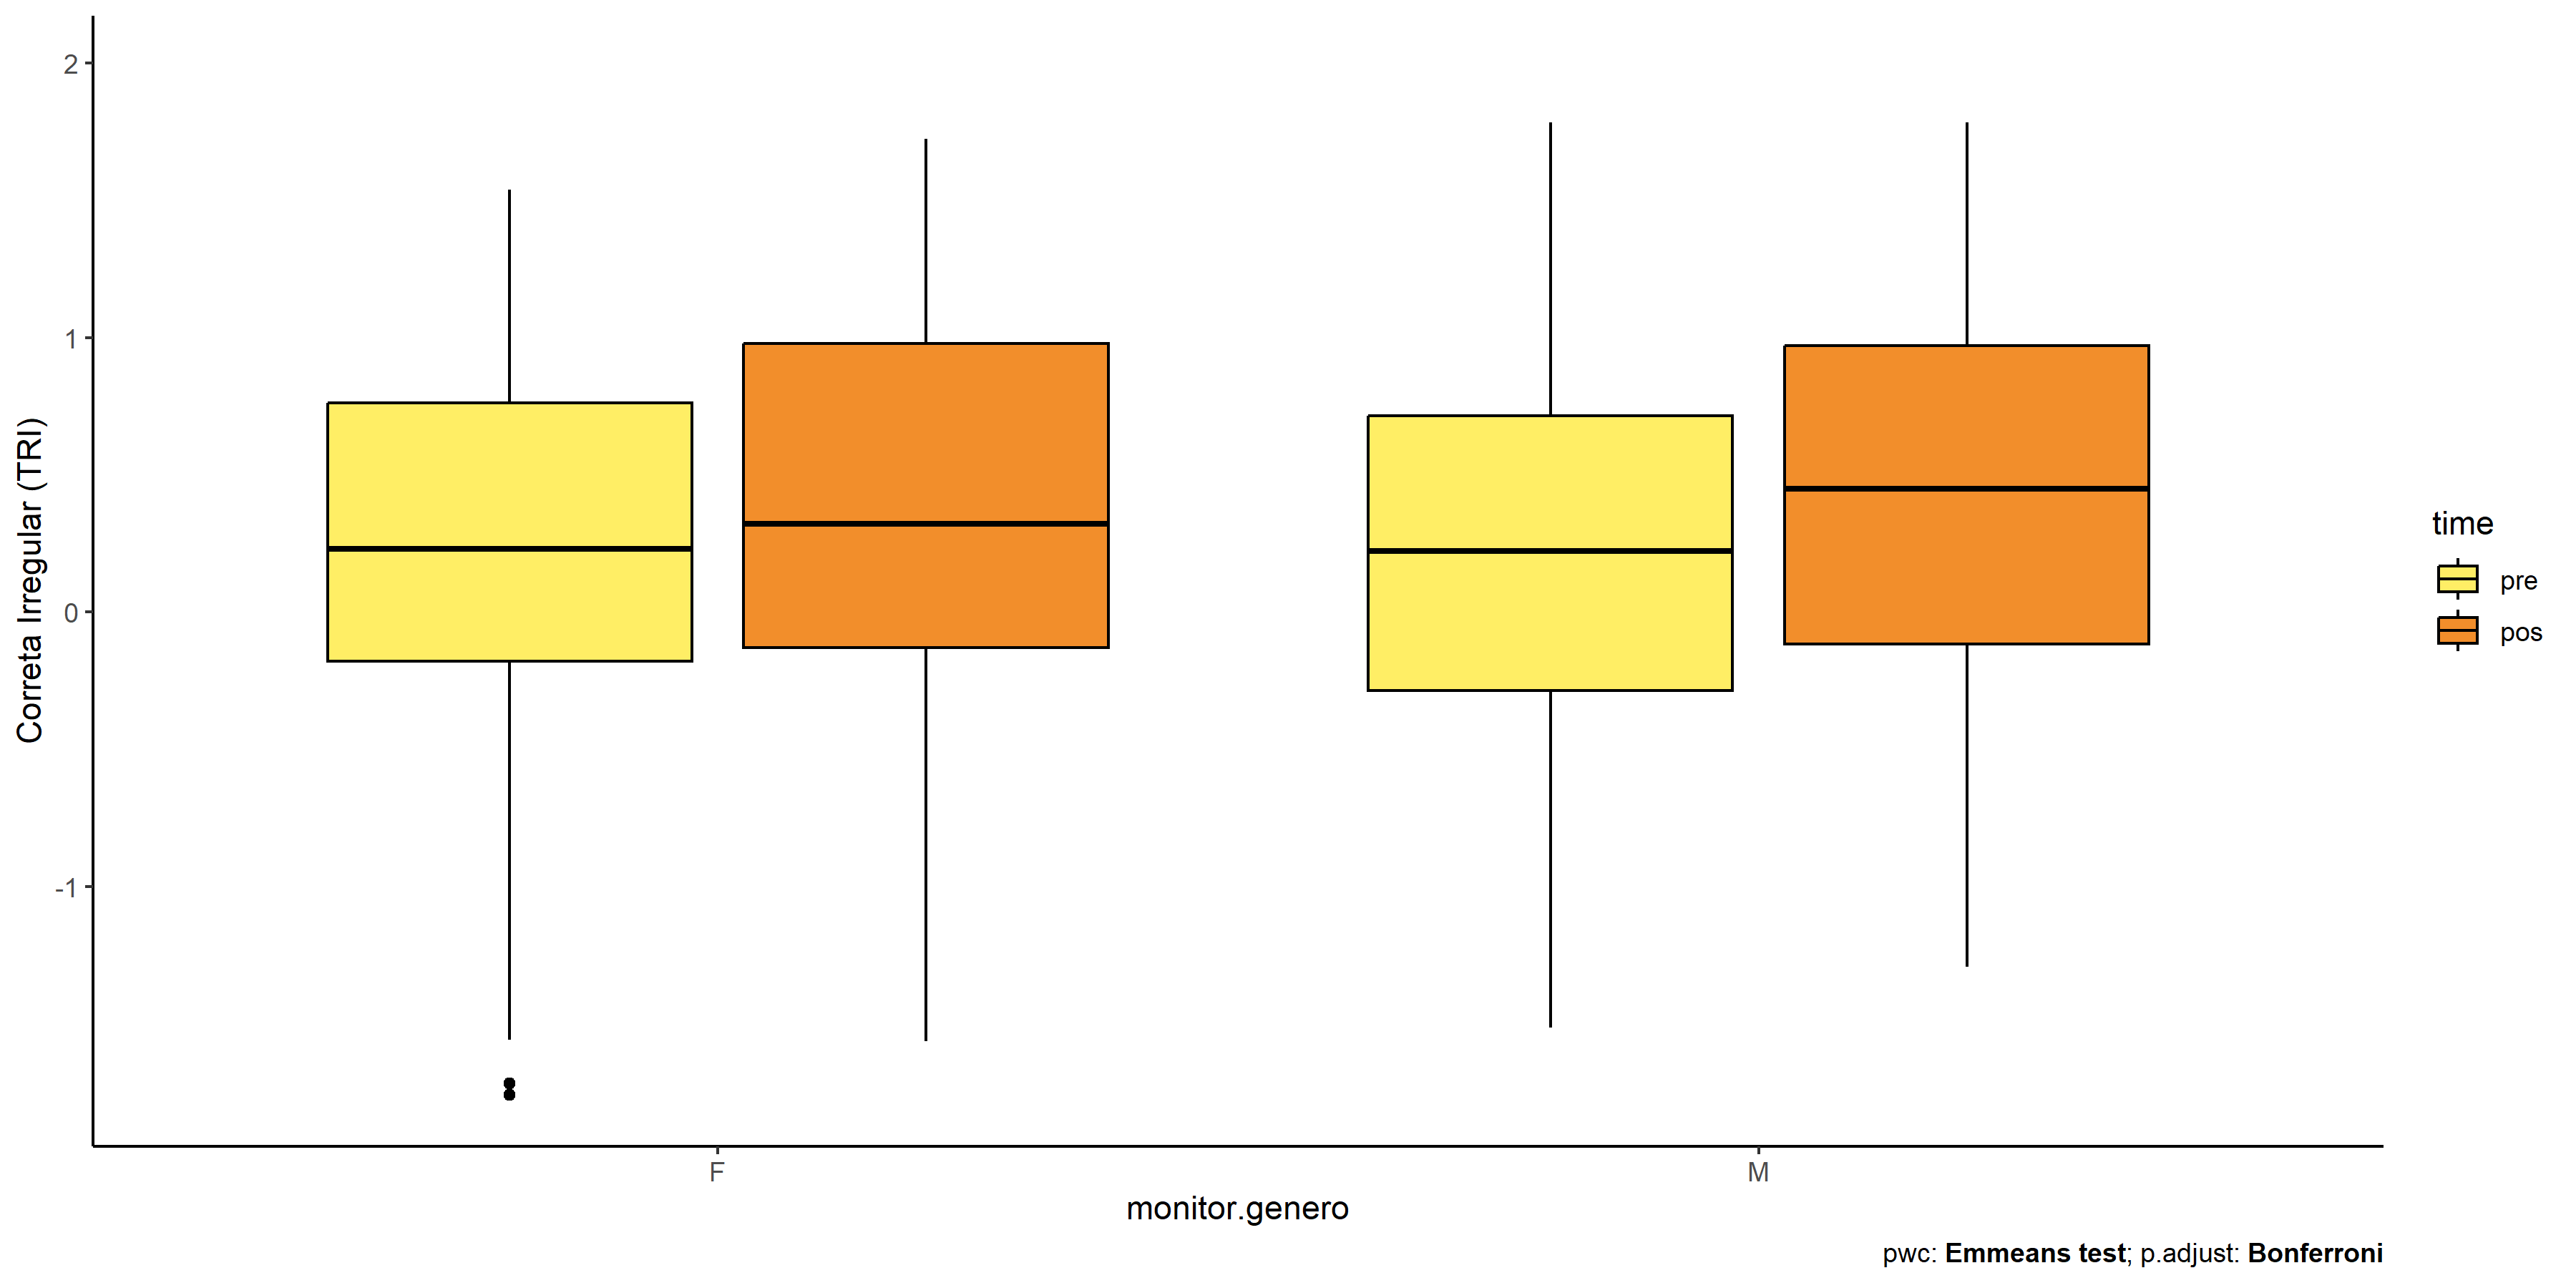 2
1
0
-1
Correta Irregular (TRI)
F
M
monitor.genero
time
pre
pos
pwc: Emmeans test; p.adjust: Bonferroni